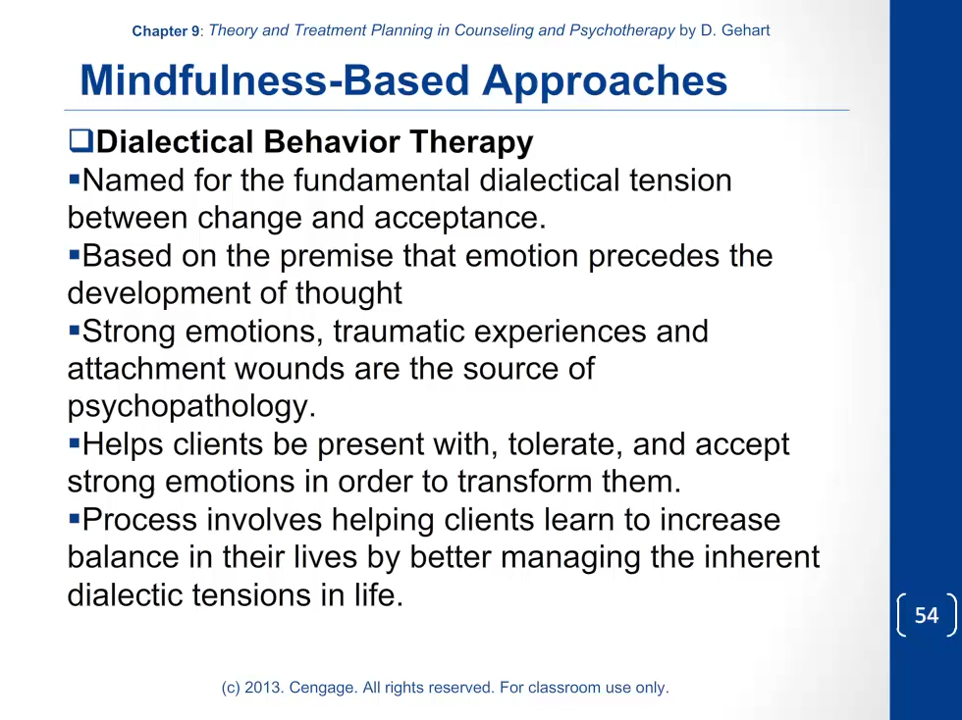 Chapter 9: Theory and Treatment Planning in Counseling and Psychotherapy by D. Gehart
Mindfulness-Based Approaches
❑Dialectical Behavior Therapy
▪Named for the fundamental dialectical tension
between change and acceptance.
▪Based on the premise that emotion precedes the
development of thought
▪Strong emotions, traumatic experiences and
attachment wounds are the source of
psychopathology.
▪Helps clients be present with, tolerate, and accept
strong emotions in order to transform them.
▪Process involves helping clients learn to increase
balance in their lives by better managing the inherent
dialectic tensions in life.
54
(c) 2013. Cengage. All rights reserved. For classroom use only.